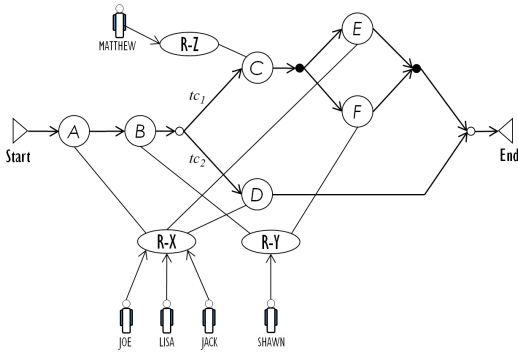 E
MATTHEW
R-Z
C
tc1
F
Start
A
B
End
tc2
D
R-X
R-Y
JOE
LISA
JACK
SHAWN